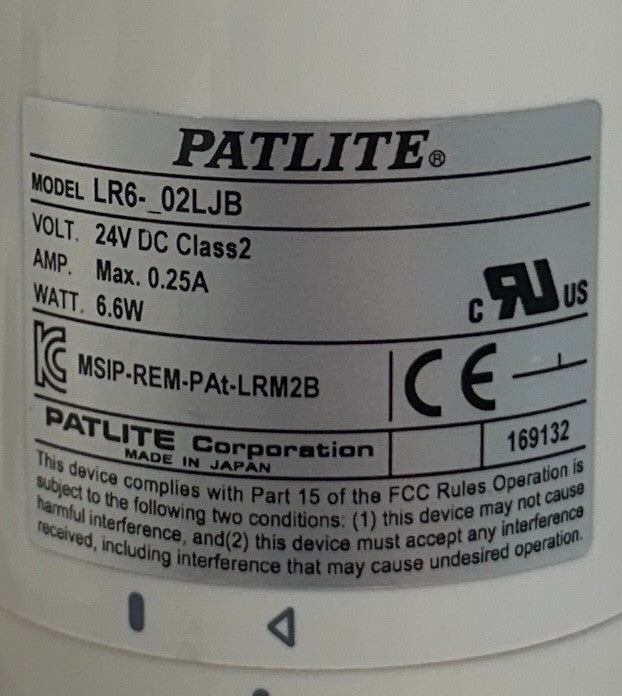 PATLITE®
MODEL LR6-_02LJB
VOLT. 24V DC Class2
AMP. Max. 0.25A
WATT. 6.6W
C RU US
KC MSIP-REM-PAt-LRM2B
CE
PATLITE Corporation
MADE IN JAPAN
169132
This device complies with Part 15 of the FCC Rules Operation is
subject to the following two conditions: (1) this device may not cause
harmful interference, and(2) this device must accept any interference
received, including interference that may cause undesired operation.